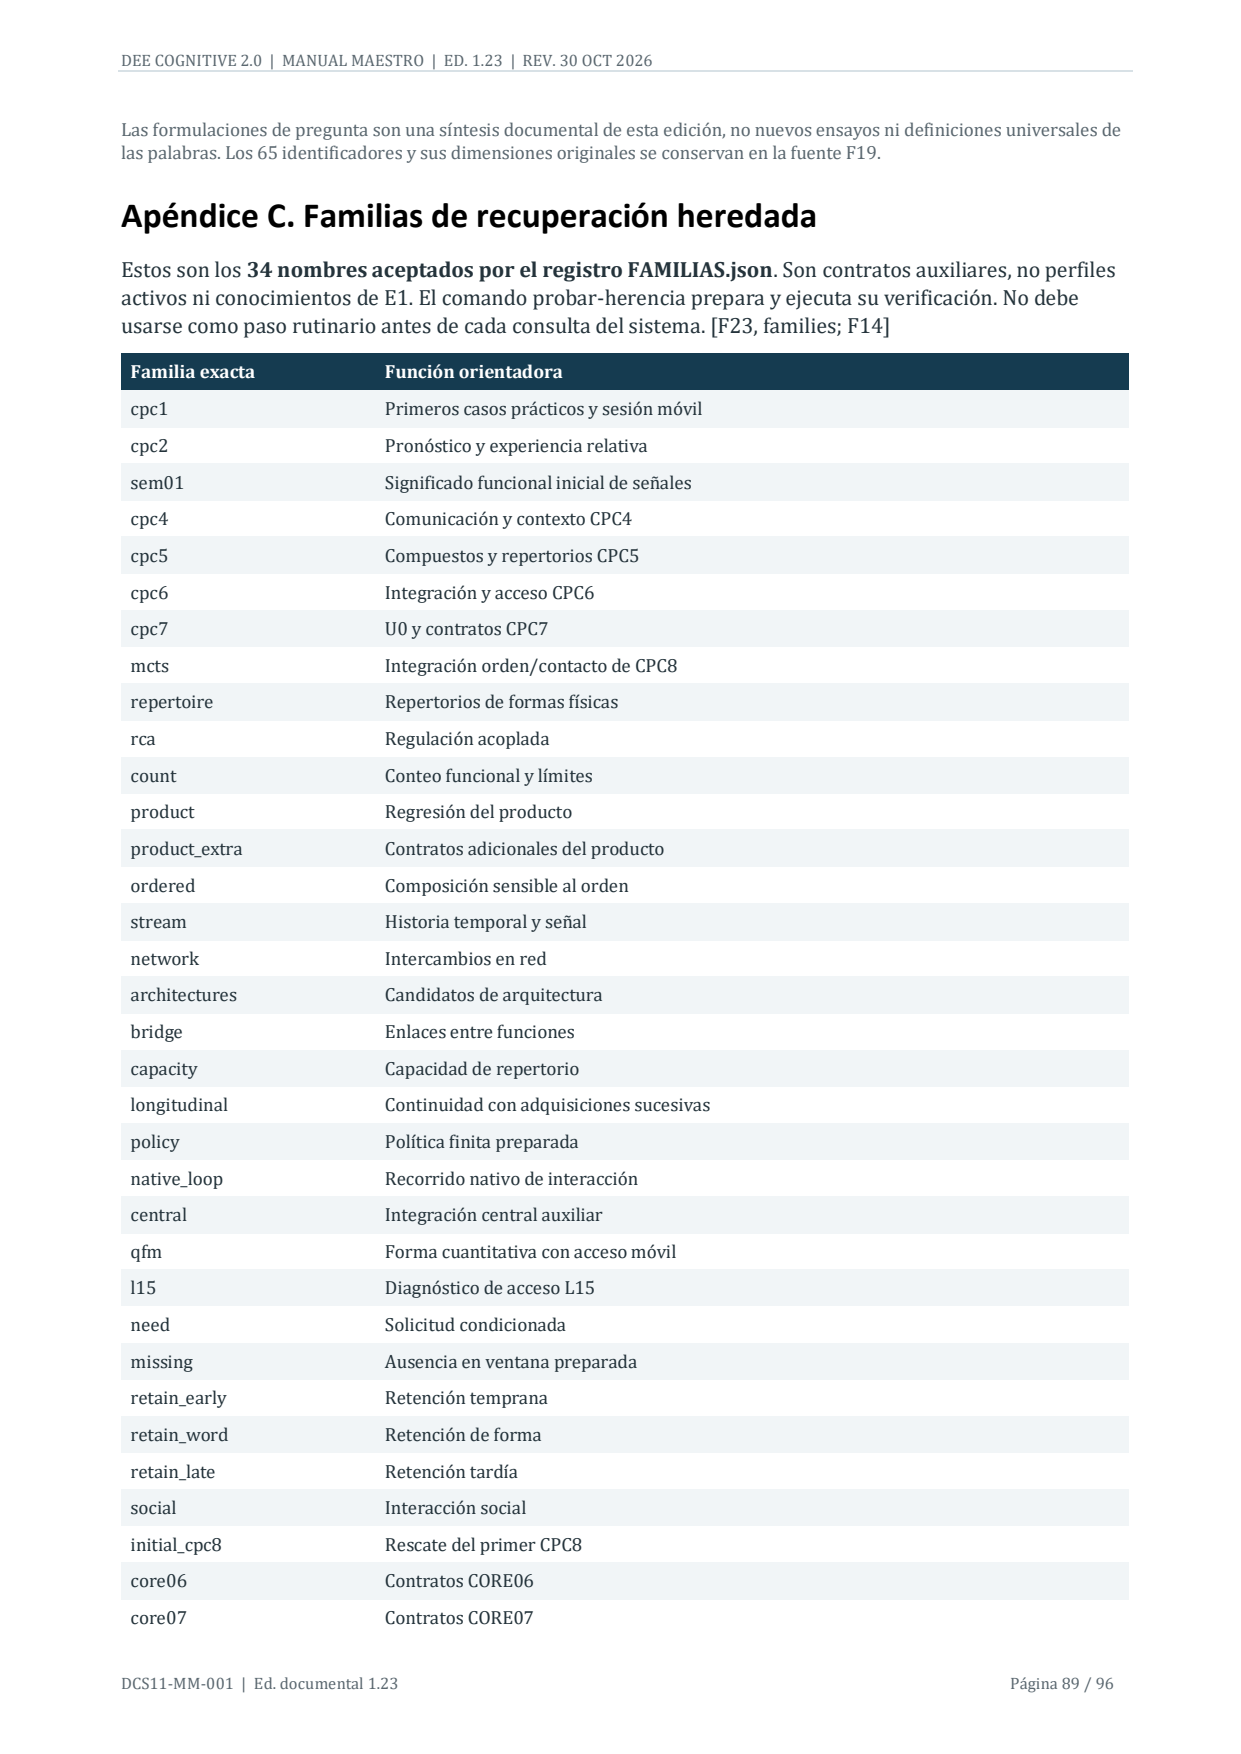 DEE COGNITIVE 2.0 | MANUAL MAESTRO | ED. 1.23 | REV. 30 OCT 2026
Las formulaciones de pregunta son una síntesis documental de esta edición, no nuevos ensayos ni definiciones universales de
las palabras. Los 65 identificadores y sus dimensiones originales se conservan en la fuente F19.
Apéndice C. Familias de recuperación heredada
Estos son los 34 nombres aceptados por el registro FAMILIAS.json. Son contratos auxiliares, no perfiles
activos ni conocimientos de E1. El comando probar-herencia prepara y ejecuta su verificación. No debe
usarse como paso rutinario antes de cada consulta del sistema. [F23, families; F14]
Familia exacta Función orientadora
cpc1 Primeros casos prácticos y sesión móvil
cpc2 Pronóstico y experiencia relativa
sem01 Significado funcional inicial de señales
cpc4 Comunicación y contexto CPC4
cpc5 Compuestos y repertorios CPC5
cpc6 Integración y acceso CPC6
cpc7 U0 y contratos CPC7
mcts Integración orden/contacto de CPC8
repertoire Repertorios de formas físicas
rca Regulación acoplada
count Conteo funcional y límites
product Regresión del producto
product_extra Contratos adicionales del producto
ordered Composición sensible al orden
stream Historia temporal y señal
network Intercambios en red
architectures Candidatos de arquitectura
bridge Enlaces entre funciones
capacity Capacidad de repertorio
longitudinal Continuidad con adquisiciones sucesivas
policy Política finita preparada
native_loop Recorrido nativo de interacción
central Integración central auxiliar
qfm Forma cuantitativa con acceso móvil
l15 Diagnóstico de acceso L15
need Solicitud condicionada
missing Ausencia en ventana preparada
retain_early Retención temprana
retain_word Retención de forma
retain_late Retención tardía
social Interacción social
initial_cpc8 Rescate del primer CPC8
core06 Contratos CORE06
core07 Contratos CORE07
DCS11-MM-001 | Ed. documental 1.23 Página 89 / 96